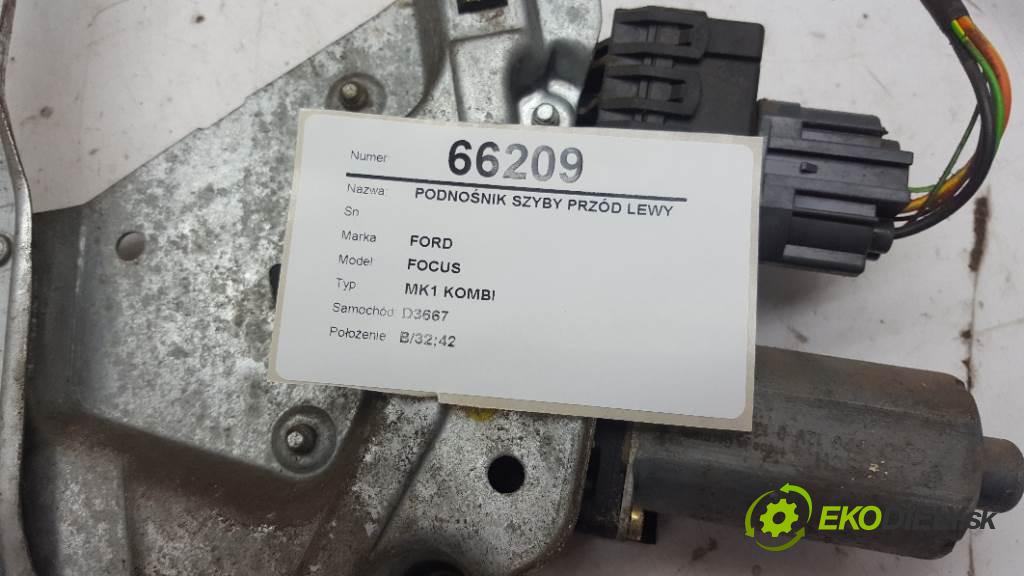 Numer 66209
Nazwa: PODNOŚNIK SZYBY PRZÓD LEWY
Sn
Marka FORD
Model FOCUS
Typ MK1 KOMBI
Samochód D3667
Położenie B/32;42
EKODIELY.SK